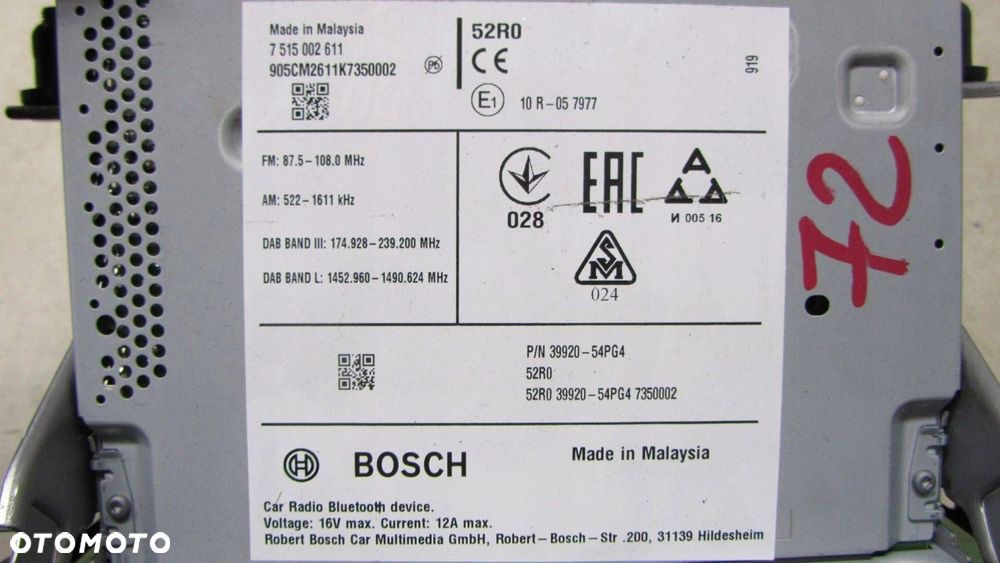 Made in Malaysia
7 515 002 611
905CM2611K7350002
Pb
52R0
CE
E1 10 R-05 7977
919
FM: 87.5-108.0 MHz
AM: 522-1611 kHz
DAB BAND III: 174.928-239.200 MHz
DAB BAND L: 1452.960-1490.624 MHz
028
EAC
И 005 16
SM
024
P/N 39920-54PG4
52R0
52R0 39920-54PG4 7350002
BOSCH
Made in Malaysia
Car Radio Bluetooth device.
Voltage: 16V max. Current: 12A max.
Robert Bosch Car Multimedia GmbH, Robert-Bosch-Str .200, 31139 Hildesheim
72
OTOMOTO